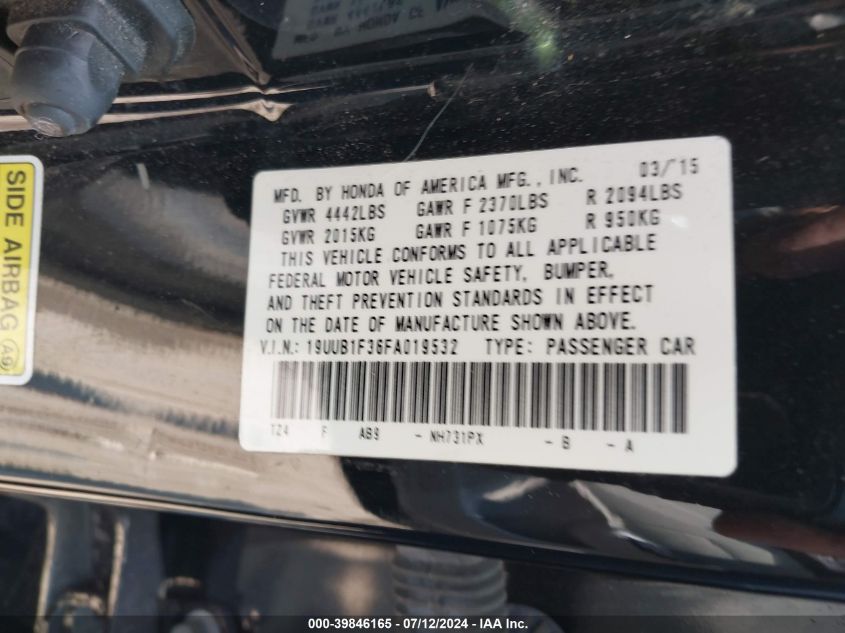 MFD. BY HONDA OF AMERICA MFG., INC. 03/15
GVWR 4442LBS GAWR F 2370LBS R 2094LBS
GVWR 2015KG GAWR F 1075KG R 950KG
THIS VEHICLE CONFORMS TO ALL APPLICABLE
FEDERAL MOTOR VEHICLE SAFETY, BUMPER,
AND THEFT PREVENTION STANDARDS IN EFFECT
ON THE DATE OF MANUFACTURE SHOWN ABOVE.
V.I.N.: 19UUB1F36FA019532 TYPE: PASSENGER CAR
T24 F AB9 - NH731PX - B - A
SIDE AIRBAG A9
000-39846165 - 07/12/2024 - IAA Inc.